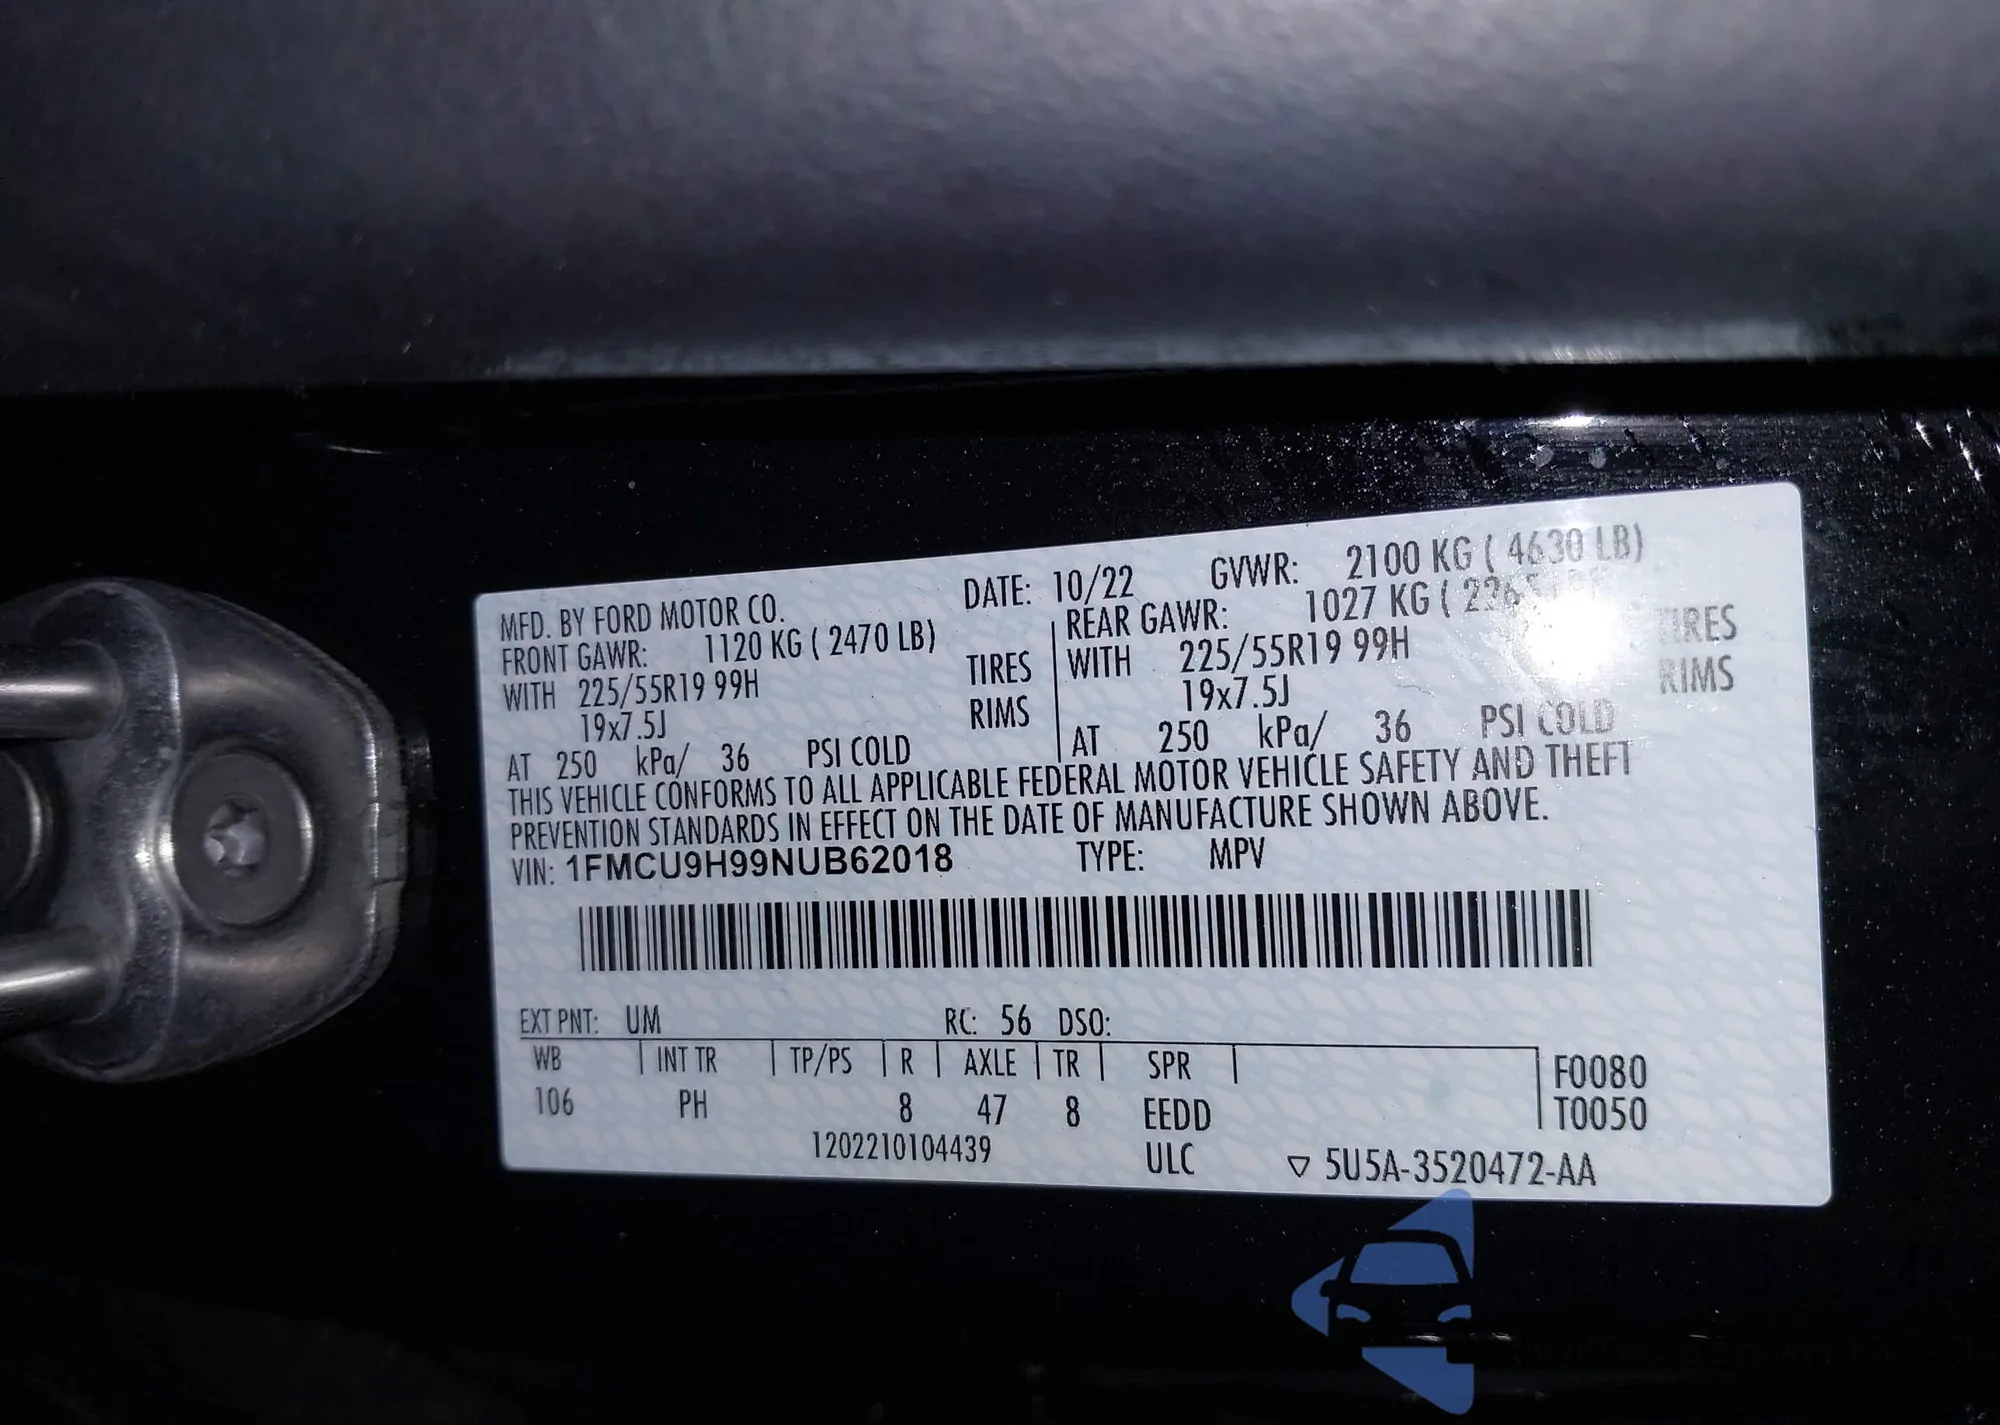 MFD. BY FORD MOTOR CO. DATE: 10/22 GVWR: 2100 KG ( 4630 LB)
FRONT GAWR: 1120 KG ( 2470 LB) REAR GAWR: 1027 KG ( 2265
WITH 225/55R19 99H TIRES WITH 225/55R19 99H TIRES
19x7.5J RIMS 19x7.5J RIMS
AT 250 kPa/ 36 PSI COLD AT 250 kPa/ 36 PSI COLD
THIS VEHICLE CONFORMS TO ALL APPLICABLE FEDERAL MOTOR VEHICLE SAFETY AND THEFT
PREVENTION STANDARDS IN EFFECT ON THE DATE OF MANUFACTURE SHOWN ABOVE.
VIN: 1FMCU9H99NUB62018 TYPE: MPV
EXT PNT: UM RC: 56 DSO:
WB INT TR TP/PS R AXLE TR SPR F0080
106 PH 8 47 8 EEDD T0050
1202210104439 ULC ▽ 5U5A-3520472-AA